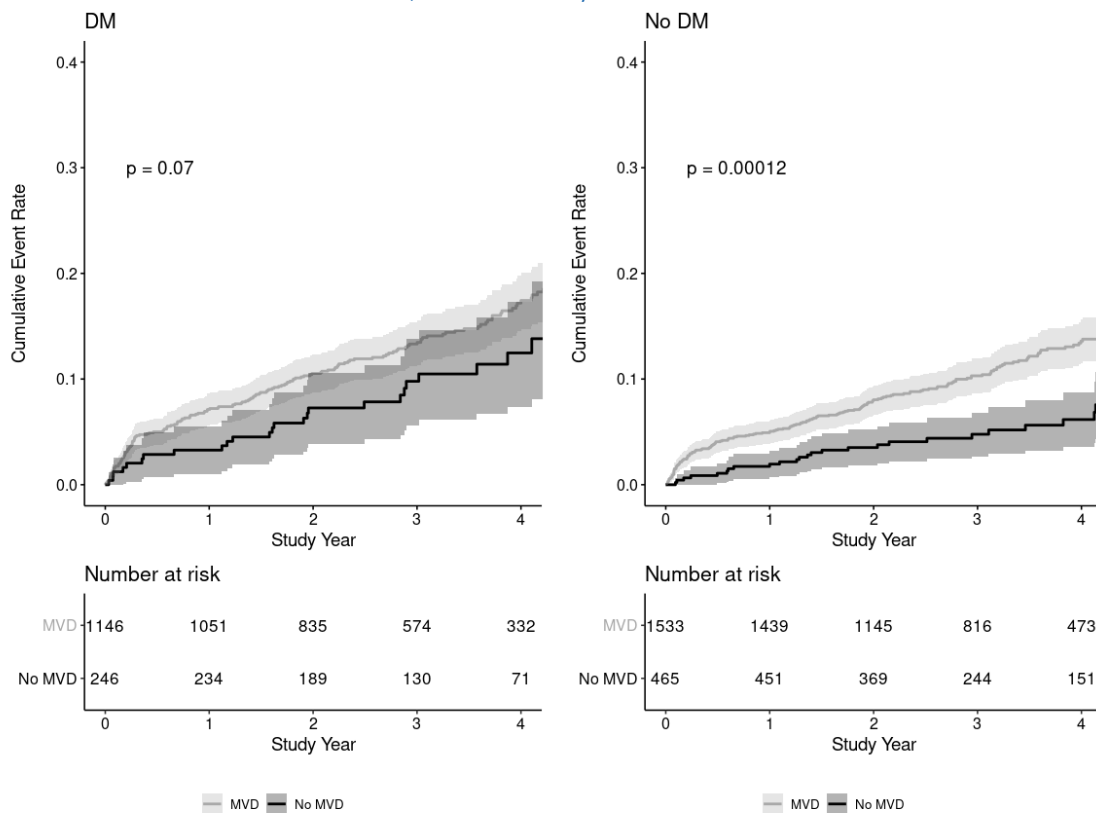 DM
0.4
0.3
0.2
0.1
0.0
Cumulative Event Rate
p = 0.07
0 1 2 3 4
Study Year
Number at risk
MVD 1146 1051 835 574 332
No MVD 246 234 189 130 71
0 1 2 3 4
Study Year
MVD No MVD
No DM
0.4
0.3
0.2
0.1
0.0
Cumulative Event Rate
p = 0.00012
0 1 2 3 4
Study Year
Number at risk
MVD 1533 1439 1145 816 473
No MVD 465 451 369 244 151
0 1 2 3 4
Study Year
MVD No MVD